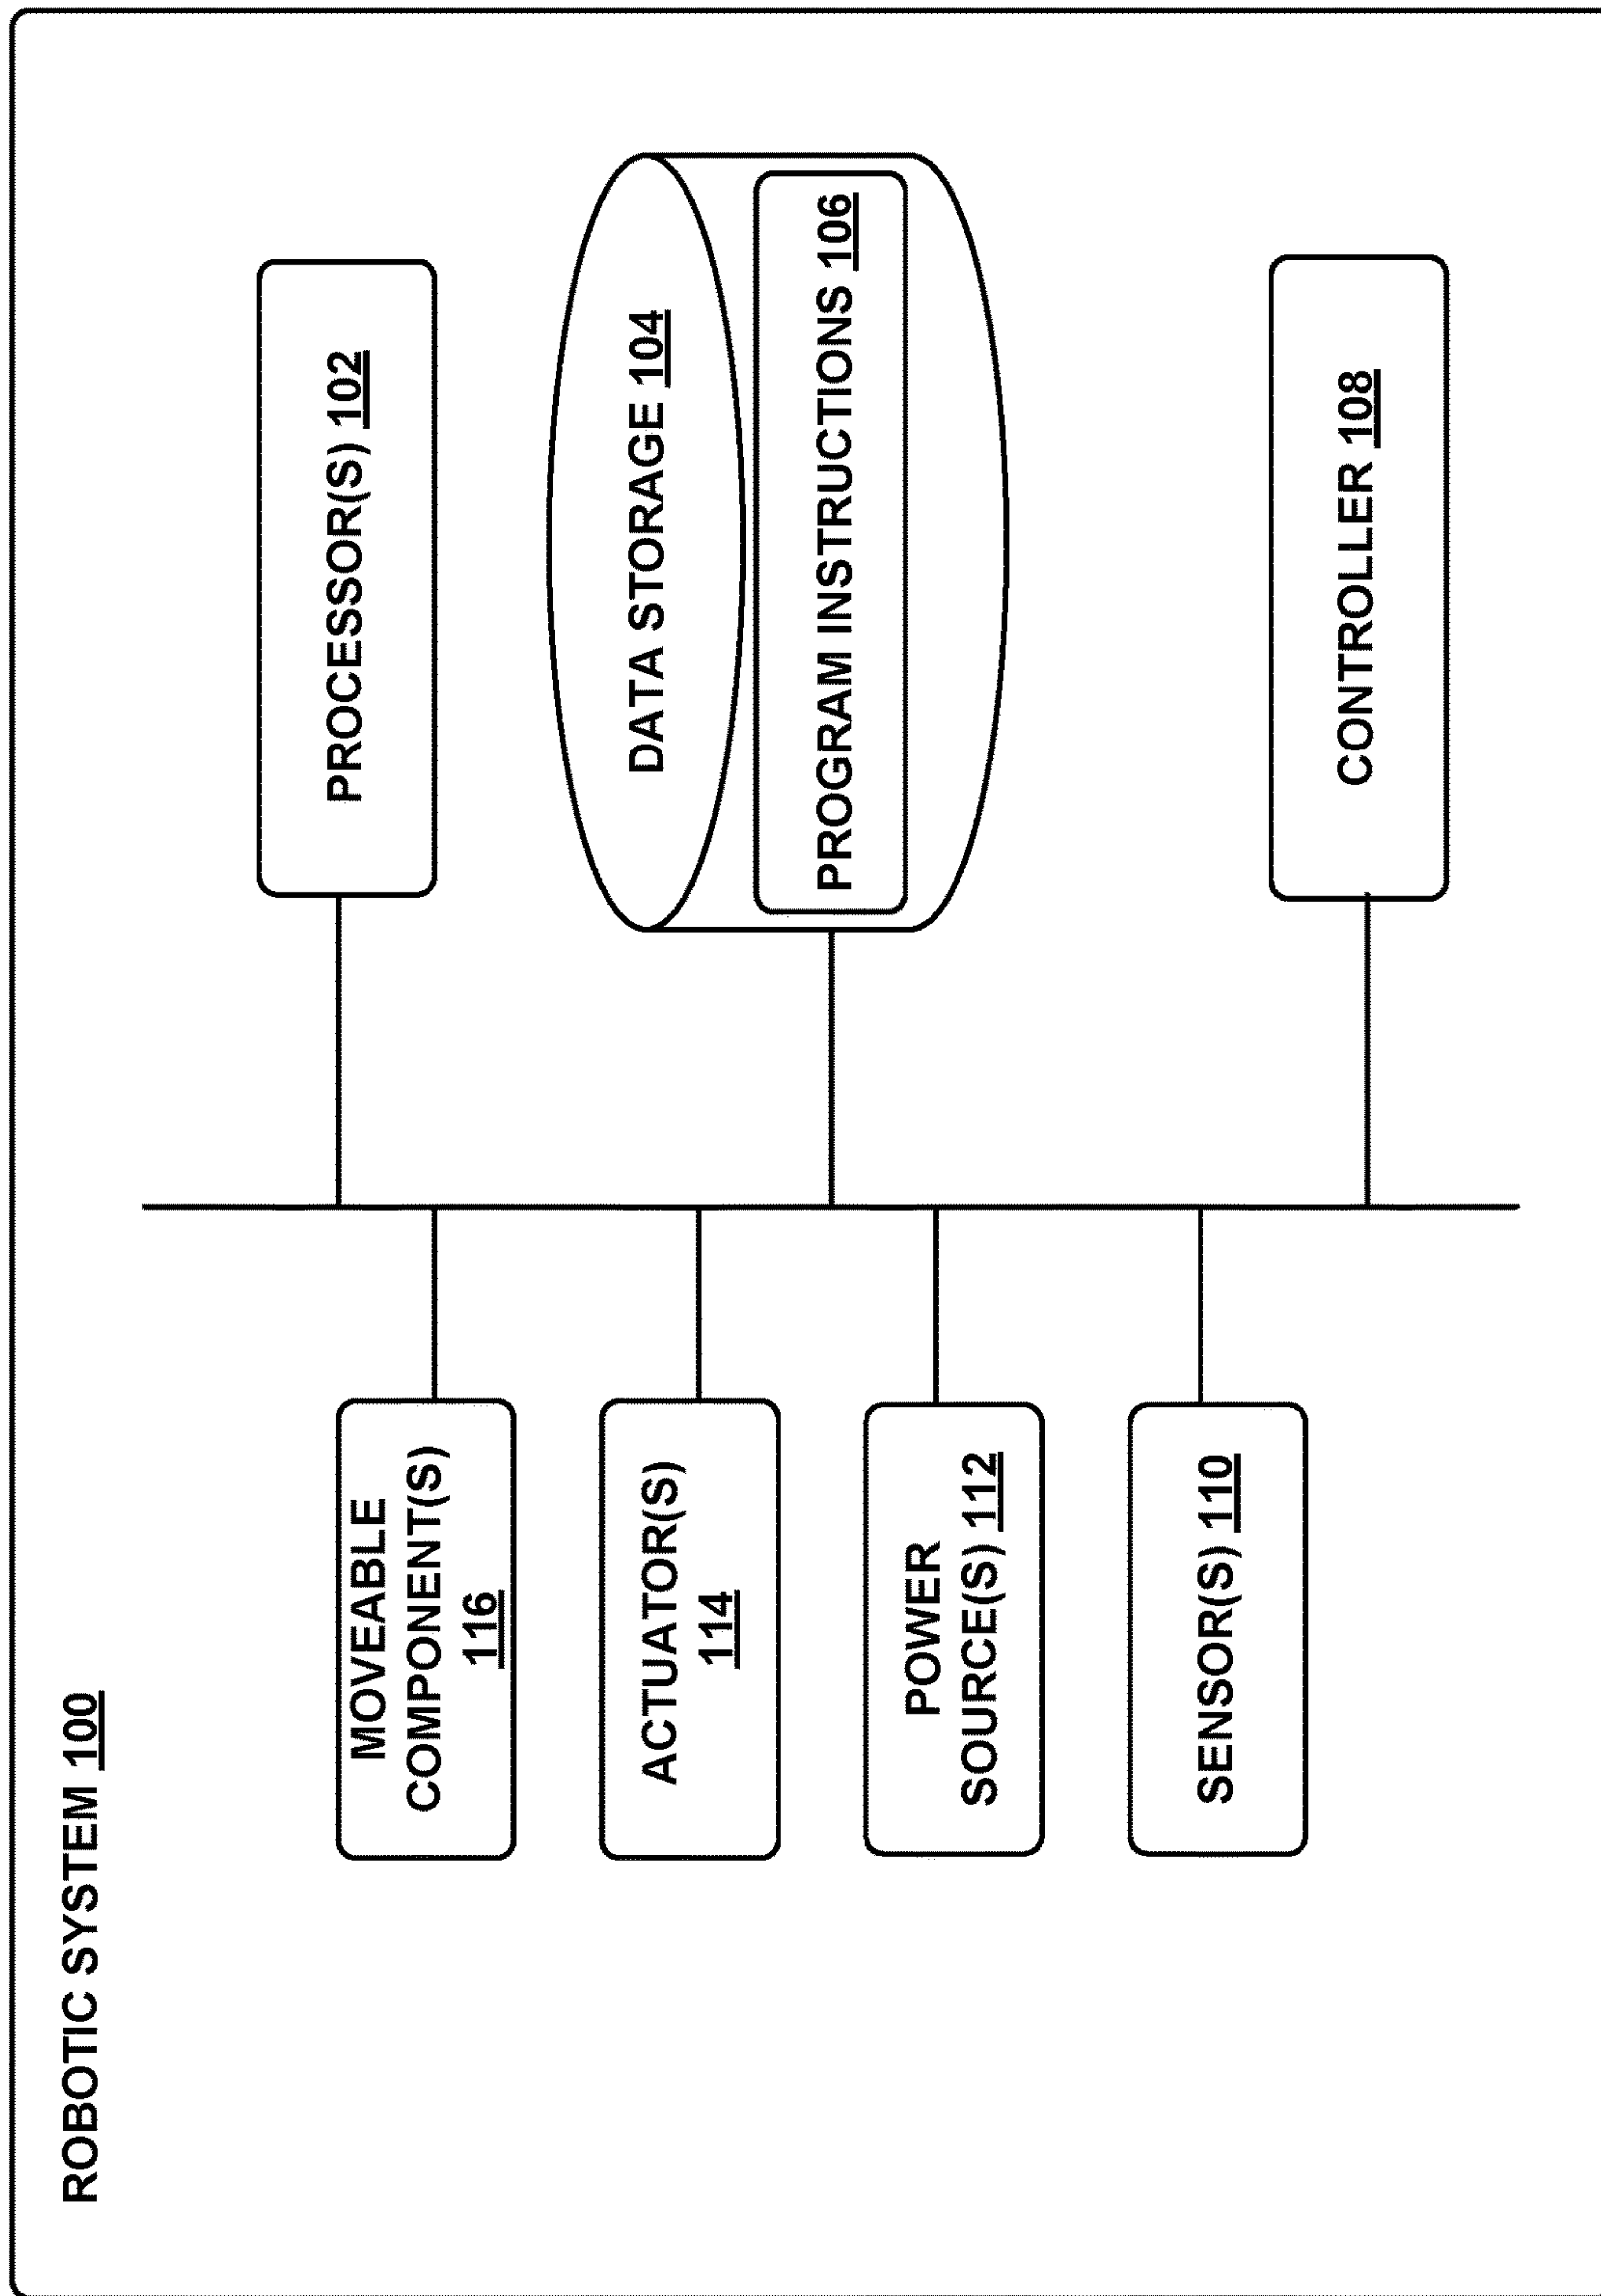 ROBOTIC SYSTEM 100
MOVEABLE
COMPONENT(S)
116
ACTUATOR(S)
114
POWER
SOURCE(S) 112
SENSOR(S) 110
PROCESSOR(S) 102
DATA STORAGE 104
PROGRAM INSTRUCTIONS 106
CONTROLLER 108